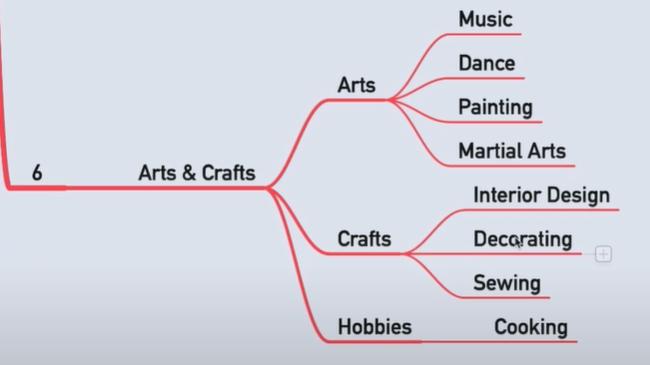 6
Arts & Crafts
Arts
Music
Dance
Painting
Martial Arts
Crafts
Interior Design
Decorating
Sewing
Hobbies
Cooking